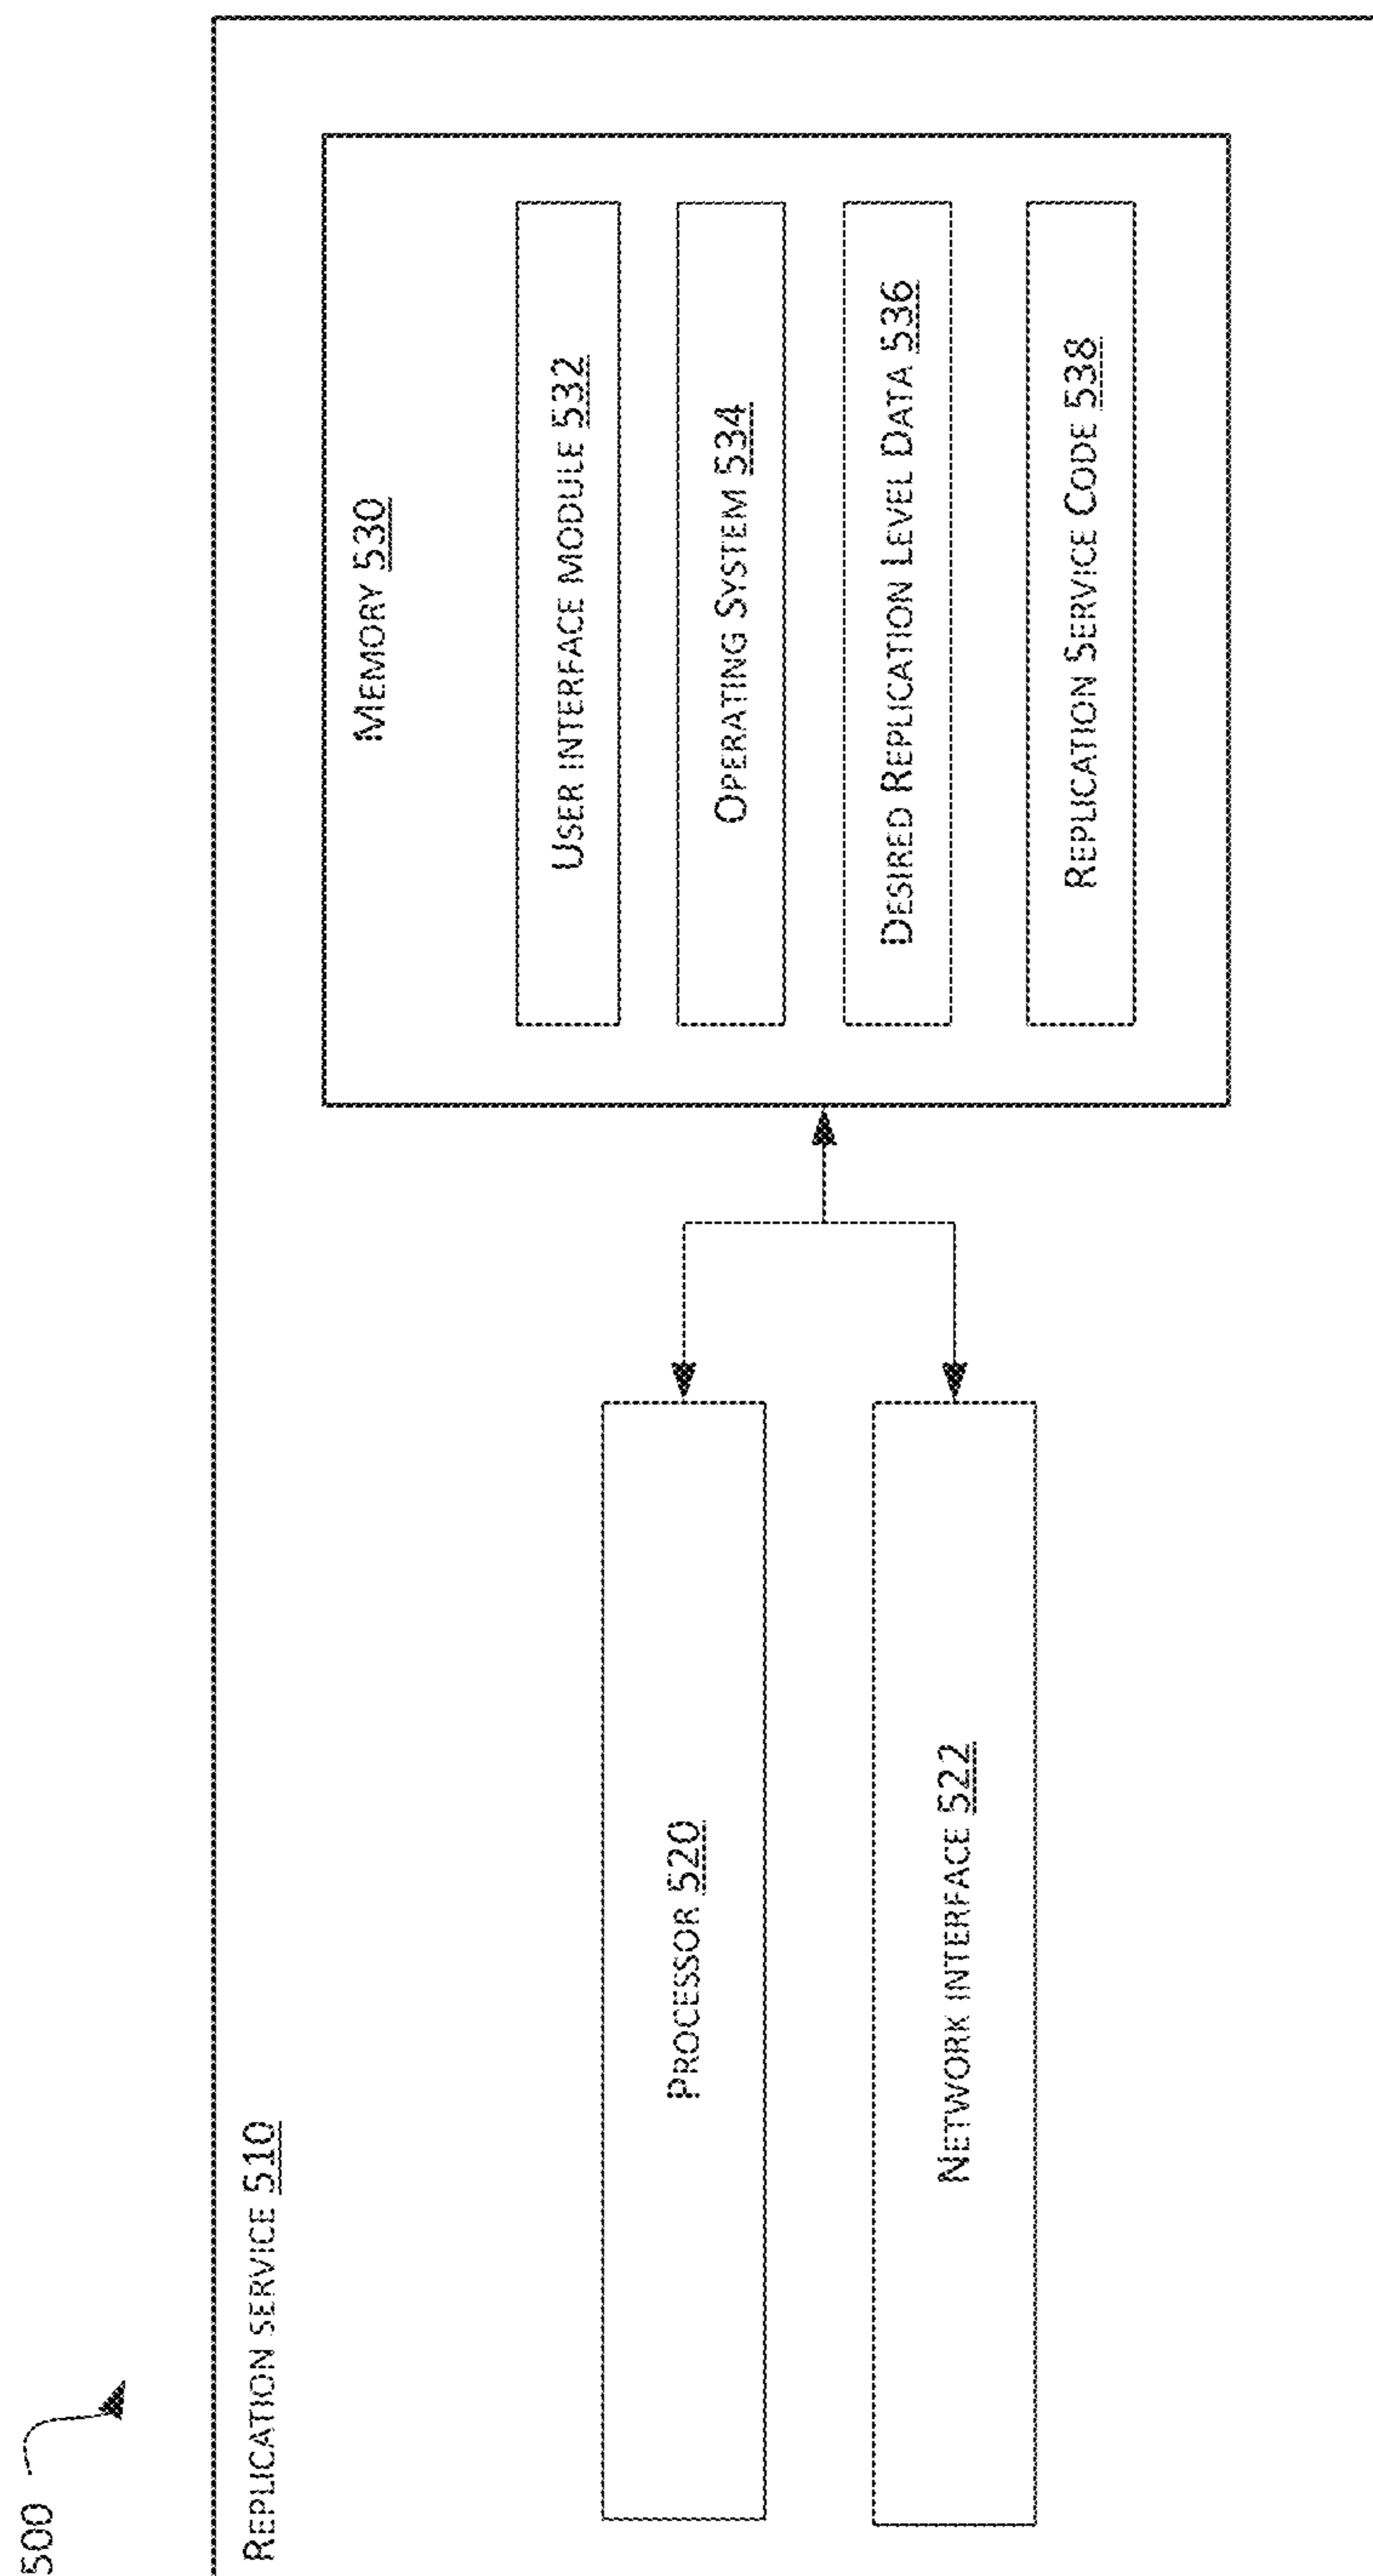 500
REPLICATION SERVICE 510
PROCESSOR 520
NETWORK INTERFACE 522
MEMORY 530
USER INTERFACE MODULE 532
OPERATING SYSTEM 534
DESIRED REPLICATION LEVEL DATA 536
REPLICATION SERVICE CODE 538